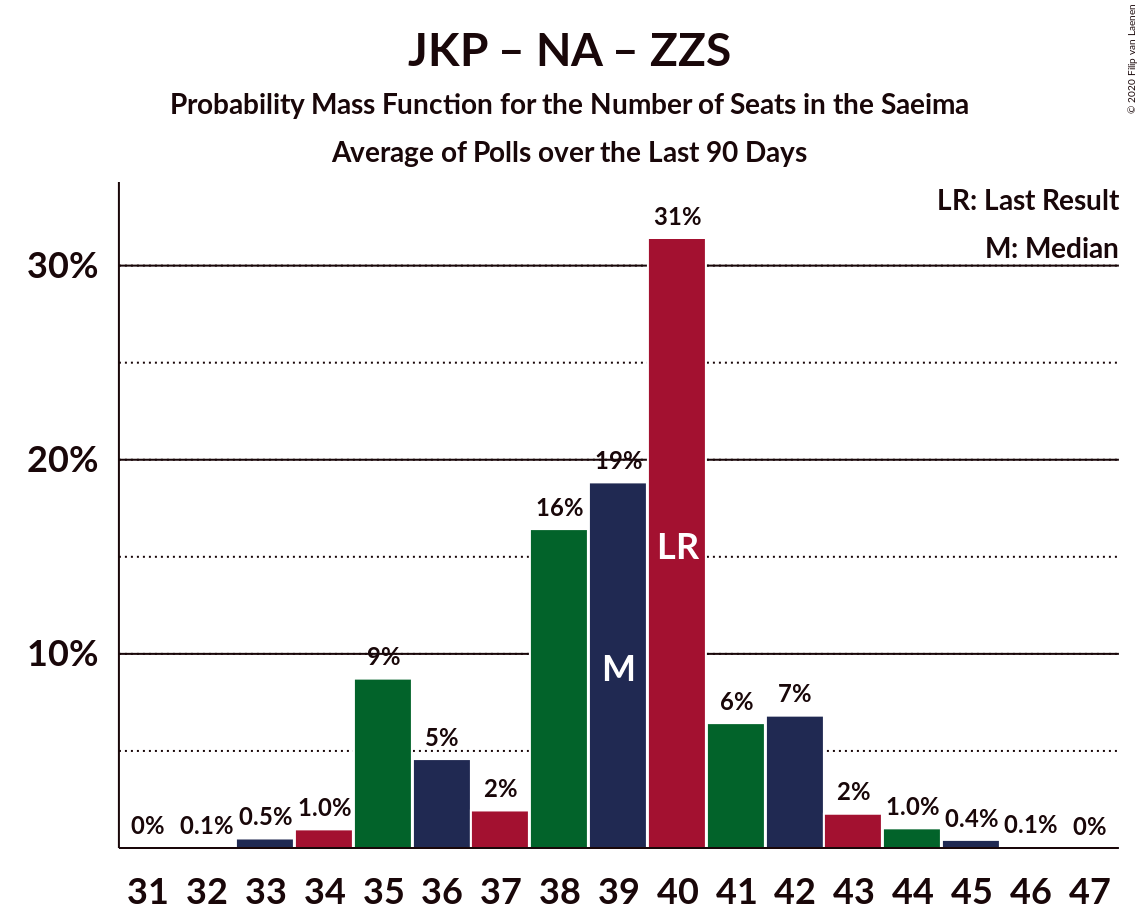 JKP – NA – ZZS
Probability Mass Function for the Number of Seats in the Saeima
Average of Polls over the Last 90 Days
© 2020 Filip van Laenen
LR: Last Result
M: Median
30%
20%
10%
0% 0.1% 0.5% 1.0% 9% 5% 2% 16% 19% 31% 6% 7% 2% 1.0% 0.4% 0.1% 0%
LR
M
31 32 33 34 35 36 37 38 39 40 41 42 43 44 45 46 47